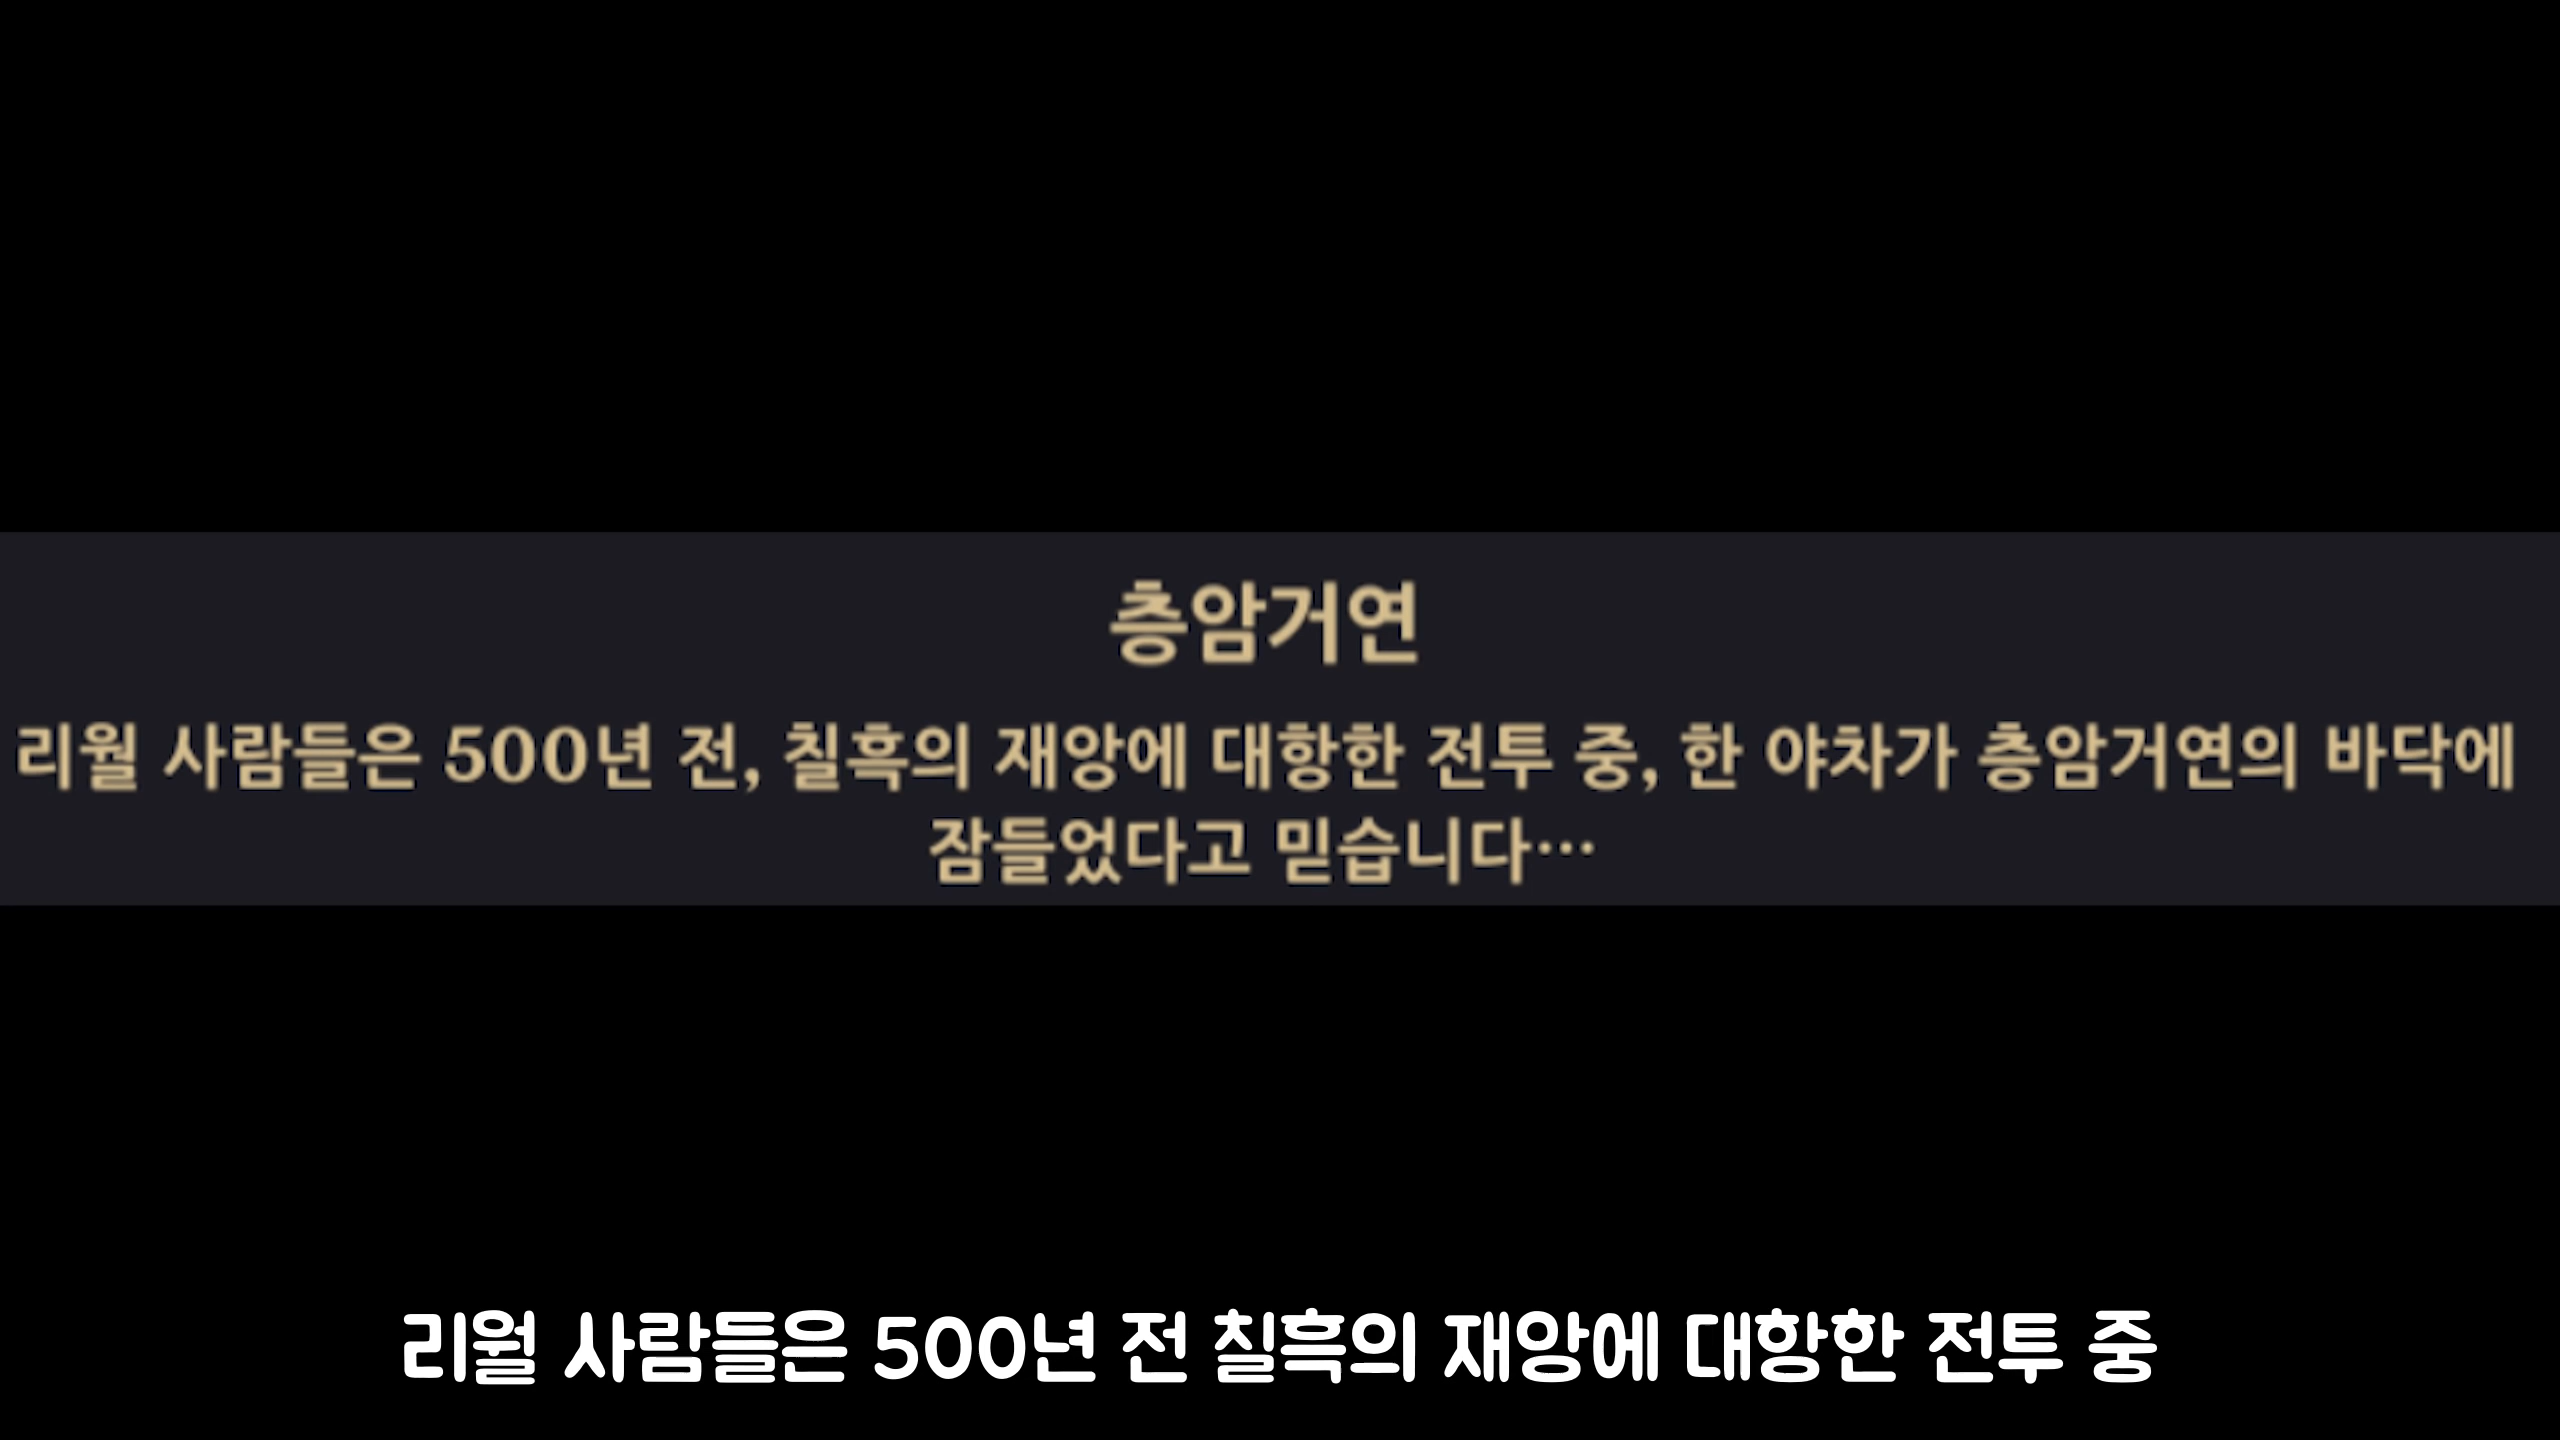 층암거연
리월 사람들은 500년 전, 칠흑의 재앙에 대항한 전투 중, 한 야차가 층암거연의 바닥에
잠들었다고 믿습니다…
리월 사람들은 500년 전 칠흑의 재앙에 대항한 전투 중